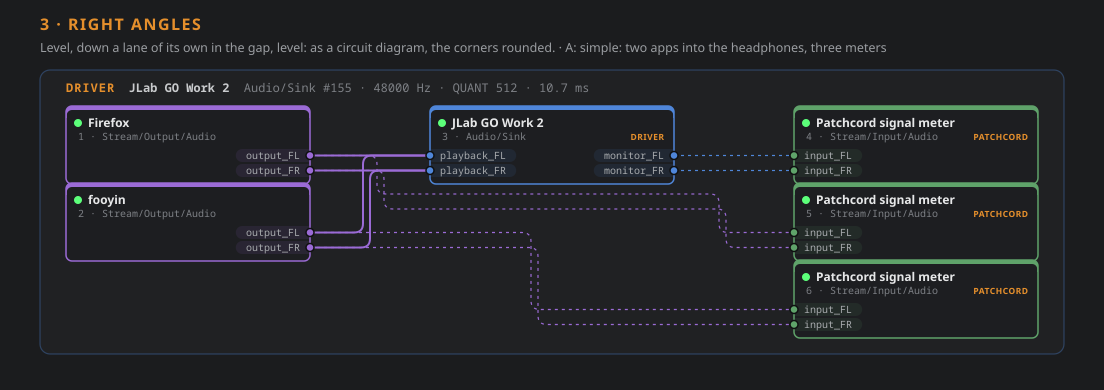 3 · RIGHT ANGLES
Level, down a lane of its own in the gap, level: as a circuit diagram, the corners rounded. · A: simple: two apps into the headphones, three meters
DRIVER JLab GO Work 2 Audio/Sink #155 · 48000 Hz · QUANT 512 · 10.7 ms
Firefox
1 · Stream/Output/Audio
output_FL
output_FR
fooyin
2 · Stream/Output/Audio
output_FL
output_FR
JLab GO Work 2
3 · Audio/Sink DRIVER
playback_FL monitor_FL
playback_FR monitor_FR
Patchcord signal meter
4 · Stream/Input/Audio PATCHCORD
input_FL
input_FR
Patchcord signal meter
5 · Stream/Input/Audio PATCHCORD
input_FL
input_FR
Patchcord signal meter
6 · Stream/Input/Audio PATCHCORD
input_FL
input_FR